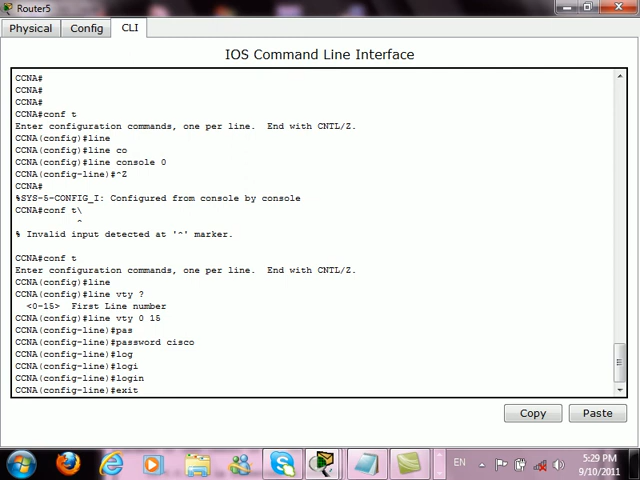 Router5
Physical Config CLI
IOS Command Line Interface
CCNA#
CCNA#
CCNA#
CCNA#conf t
Enter configuration commands, one per line.  End with CNTL/Z.
CCNA(config)#line
CCNA(config)#line co
CCNA(config)#line console 0
CCNA(config-line)#^Z
CCNA#
%SYS-5-CONFIG_I: Configured from console by console
CCNA#conf t\
^
% Invalid input detected at '^' marker.
CCNA#conf t
Enter configuration commands, one per line.  End with CNTL/Z.
CCNA(config)#line
CCNA(config)#line vty ?
<0-15>  First Line number
CCNA(config)#line vty 0 15
CCNA(config-line)#pas
CCNA(config-line)#password cisco
CCNA(config-line)#log
CCNA(config-line)#logi
CCNA(config-line)#login
CCNA(config-line)#exit
Copy Paste
EN
5:29 PM
9/10/2011